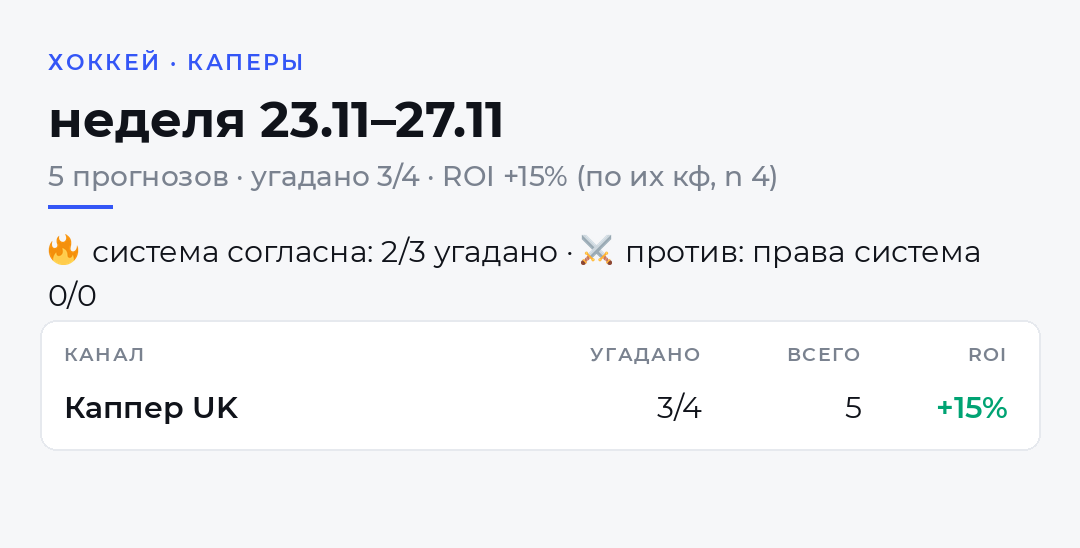 ХОККЕЙ · КАПЕРЫ
неделя 23.11–27.11
5 прогнозов · угадано 3/4 · ROI +15% (по их кф, n 4)
🔥 система согласна: 2/3 угадано · ⚔️ против: права система
0/0
КАНАЛ УГАДАНО ВСЕГО ROI
Каппер UK 3/4 5 +15%